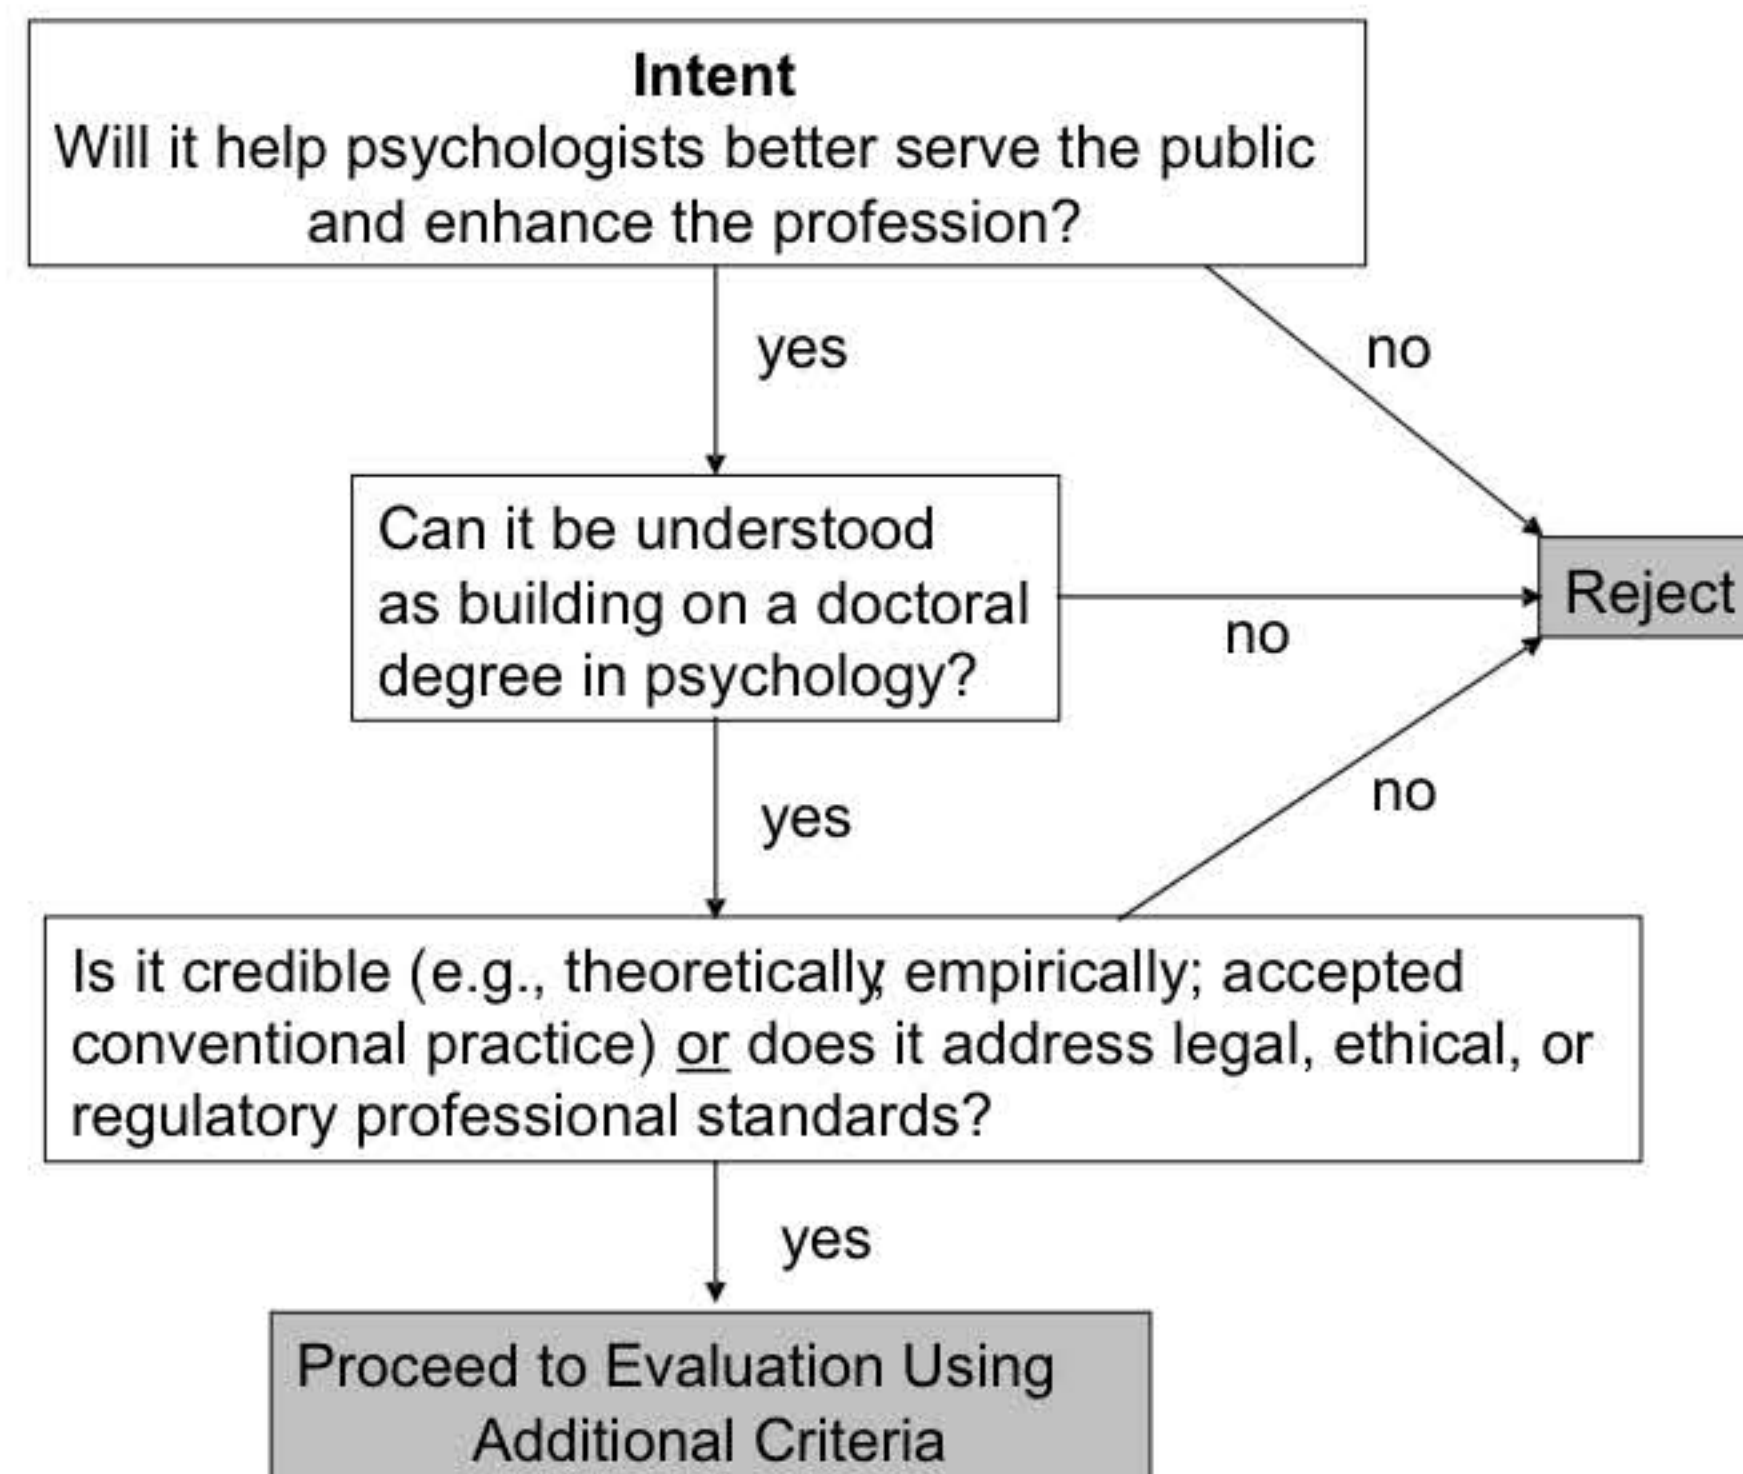 Intent
Will it help psychologists better serve the public
and enhance the profession?
yes
no
Can it be understood
as building on a doctoral
degree in psychology?
Reject
no
yes
no
Is it credible (e.g., theoretically; empirically; accepted
conventional practice) or does it address legal, ethical, or
regulatory professional standards?
yes
Proceed to Evaluation Using
Additional Criteria